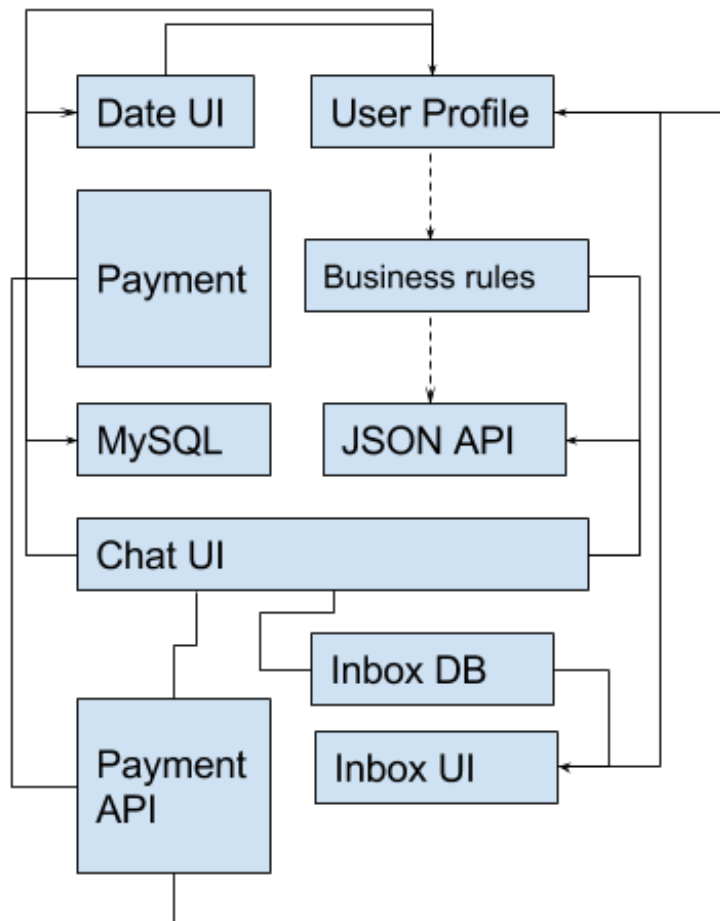 Date UI
User Profile
Payment
Business rules
MySQL
JSON API
Chat UI
Inbox DB
Payment
API
Inbox UI